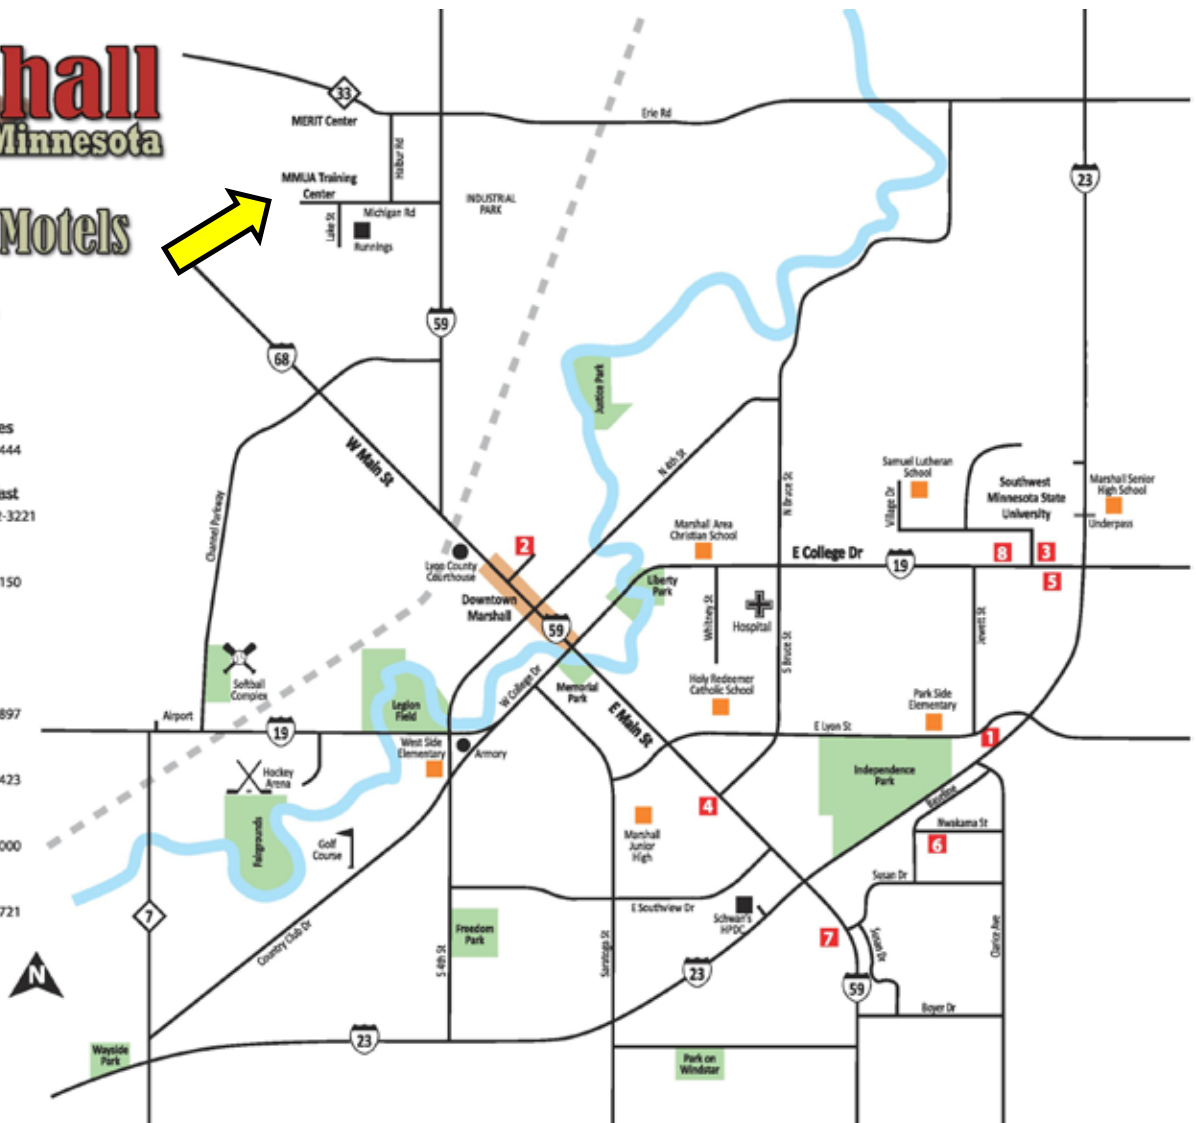 hall
Minnesota
Motels
es
444
ast
2-3221
150
897
423
000
721
33
MERIT Center
Erie Rd
Halbur Rd
MMUA Training
Center
Michigan Rd
Lake St
Runnings
INDUSTRIAL
PARK
23
59
68
W Main St
Channel Parkway
Justice Park
N 4th St
N Bruce St
Samuel Lutheran
School
Village Dr
Southwest
Minnesota State
University
Marshall Senior
High School
Underpass
Marshall Area
Christian School
E College Dr
19
8
3
5
2
Lyon County
Courthouse
Downtown
Marshall
59
Liberty
Park
Whitney St
Hospital
S Bruce St
Jewett St
Softball
Complex
Airport
19
Legion
Field
W College Dr
Memorial
Park
E Main St
Holy Redeemer
Catholic School
Park Side
Elementary
E Lyon St
1
West Side
Elementary
Armory
Hockey
Arena
Fairgrounds
Golf
Course
Independence
Park
4
Marshall
Junior
High
Baseline
Nwakama St
6
Susan Dr
7
Country Club Dr
Freedom
Park
S 4th St
E Southview Dr
Saratoga St
Schwan's
HPDC
7
Susan Dr
Clarice Ave
23
59
Boyer Dr
N
Wayside
Park
23
Park on
Windstar